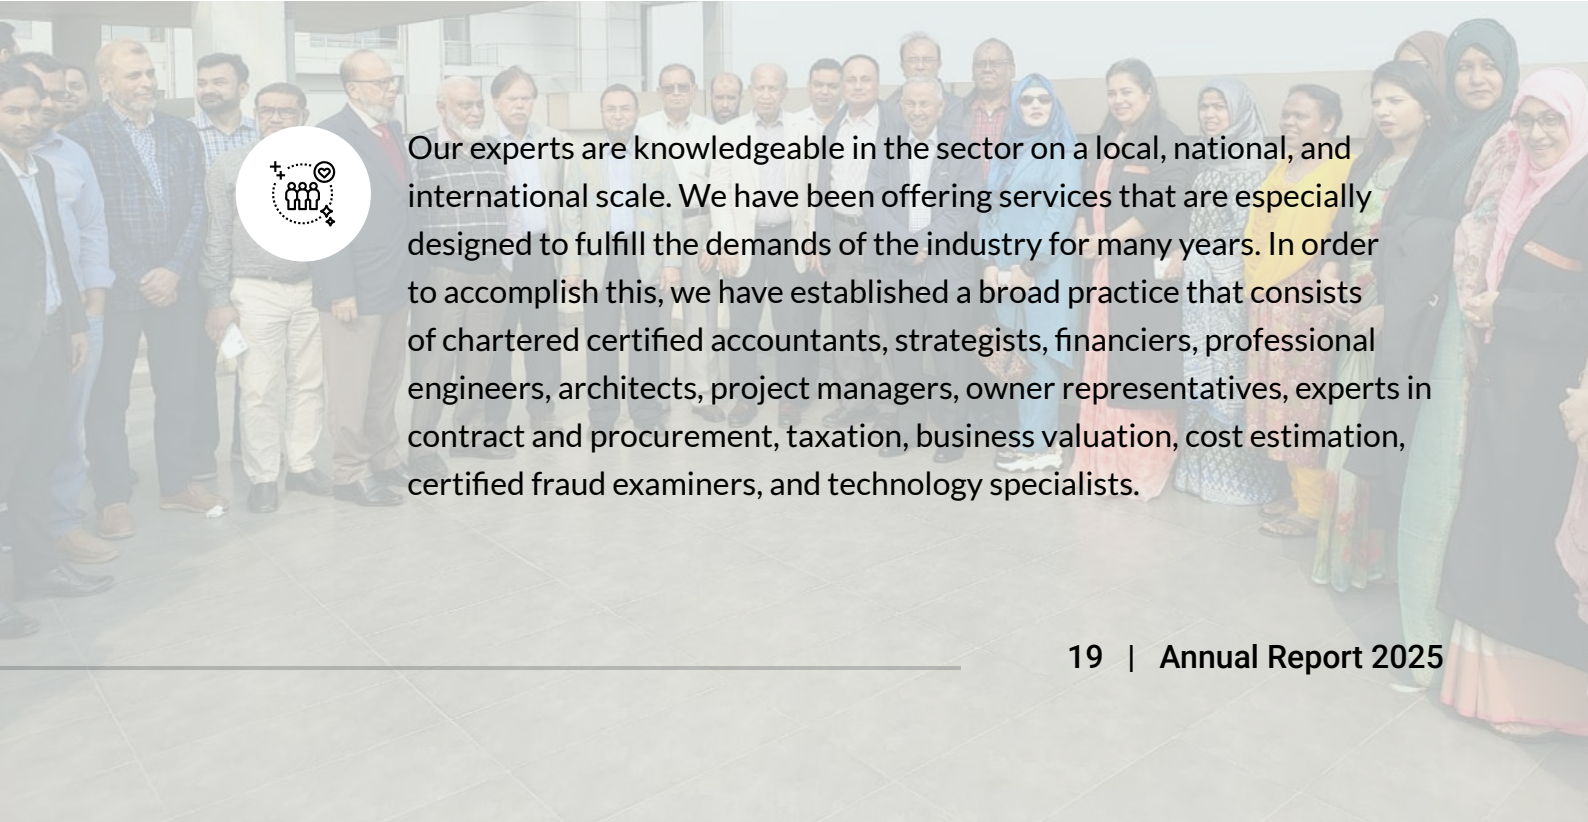 Our experts are knowledgeable in the sector on a local, national, and
international scale. We have been offering services that are especially
designed to fulfill the demands of the industry for many years. In order
to accomplish this, we have established a broad practice that consists
of chartered certified accountants, strategists, financiers, professional
engineers, architects, project managers, owner representatives, experts in
contract and procurement, taxation, business valuation, cost estimation,
certified fraud examiners, and technology specialists.
19 | Annual Report 2025